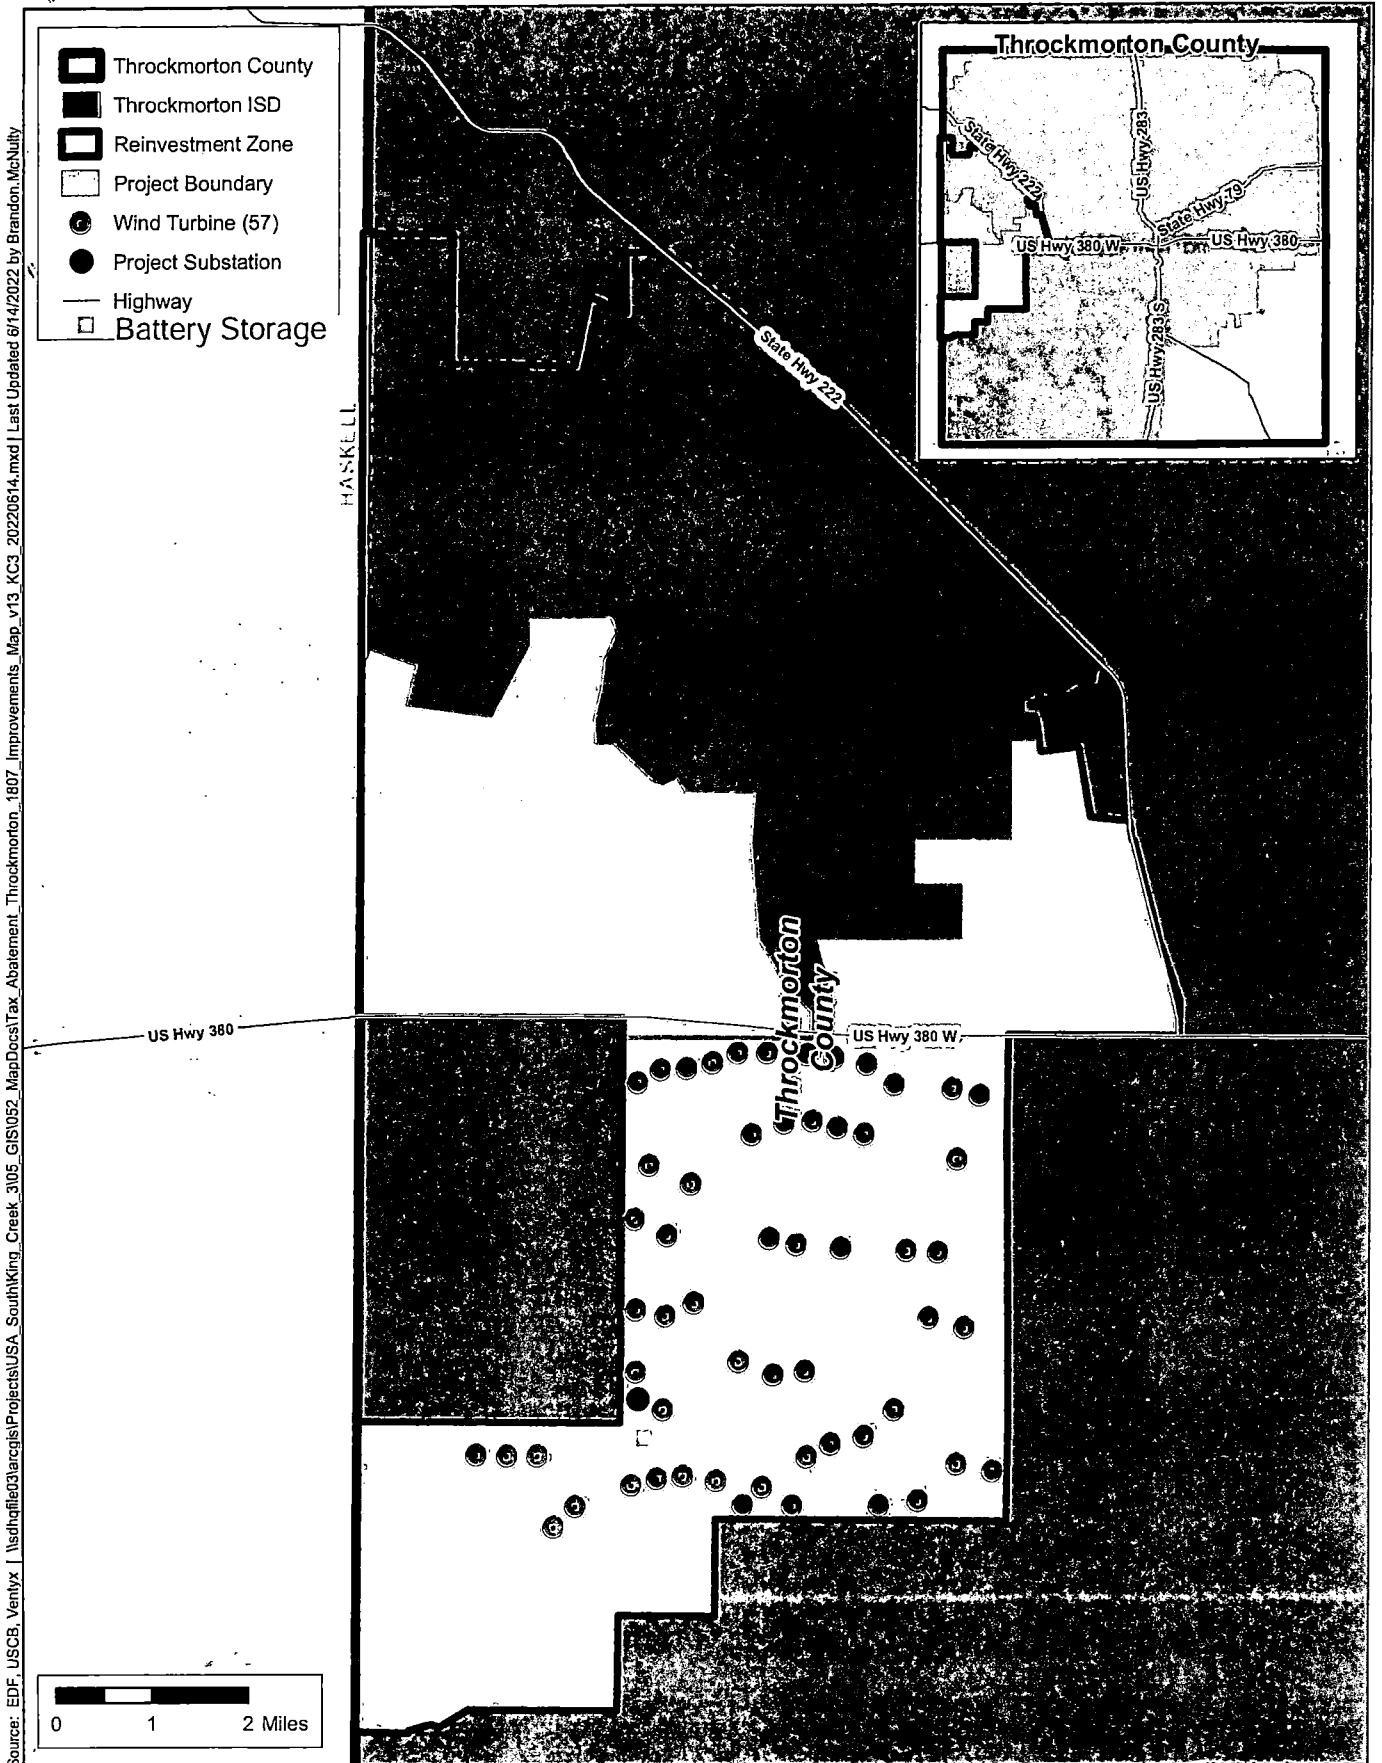 Throckmorton County
Throckmorton ISD
Reinvestment Zone
Project Boundary
Wind Turbine (57)
Project Substation
Highway
Battery Storage
Throckmorton County
State Hwy 222
US Hwy 283
State Hwy 79
US Hwy 380 W
US Hwy 380
US Hwy 283 S
State Hwy 222
HASKELL
Throckmorton
County
US Hwy 380
US Hwy 380 W
0 1 2 Miles
Source: EDF, USCB, Ventyx | \\sdhqfile03\arcgis\Projects\USA_South\King_Creek_3\05_GIS\052_MapDocs\Tax_Abatement_Throckmorton_1807_Improvements_Map_v13_KC3_20220614.mxd | Last Updated 6/14/2022 by Brandon.McNulty